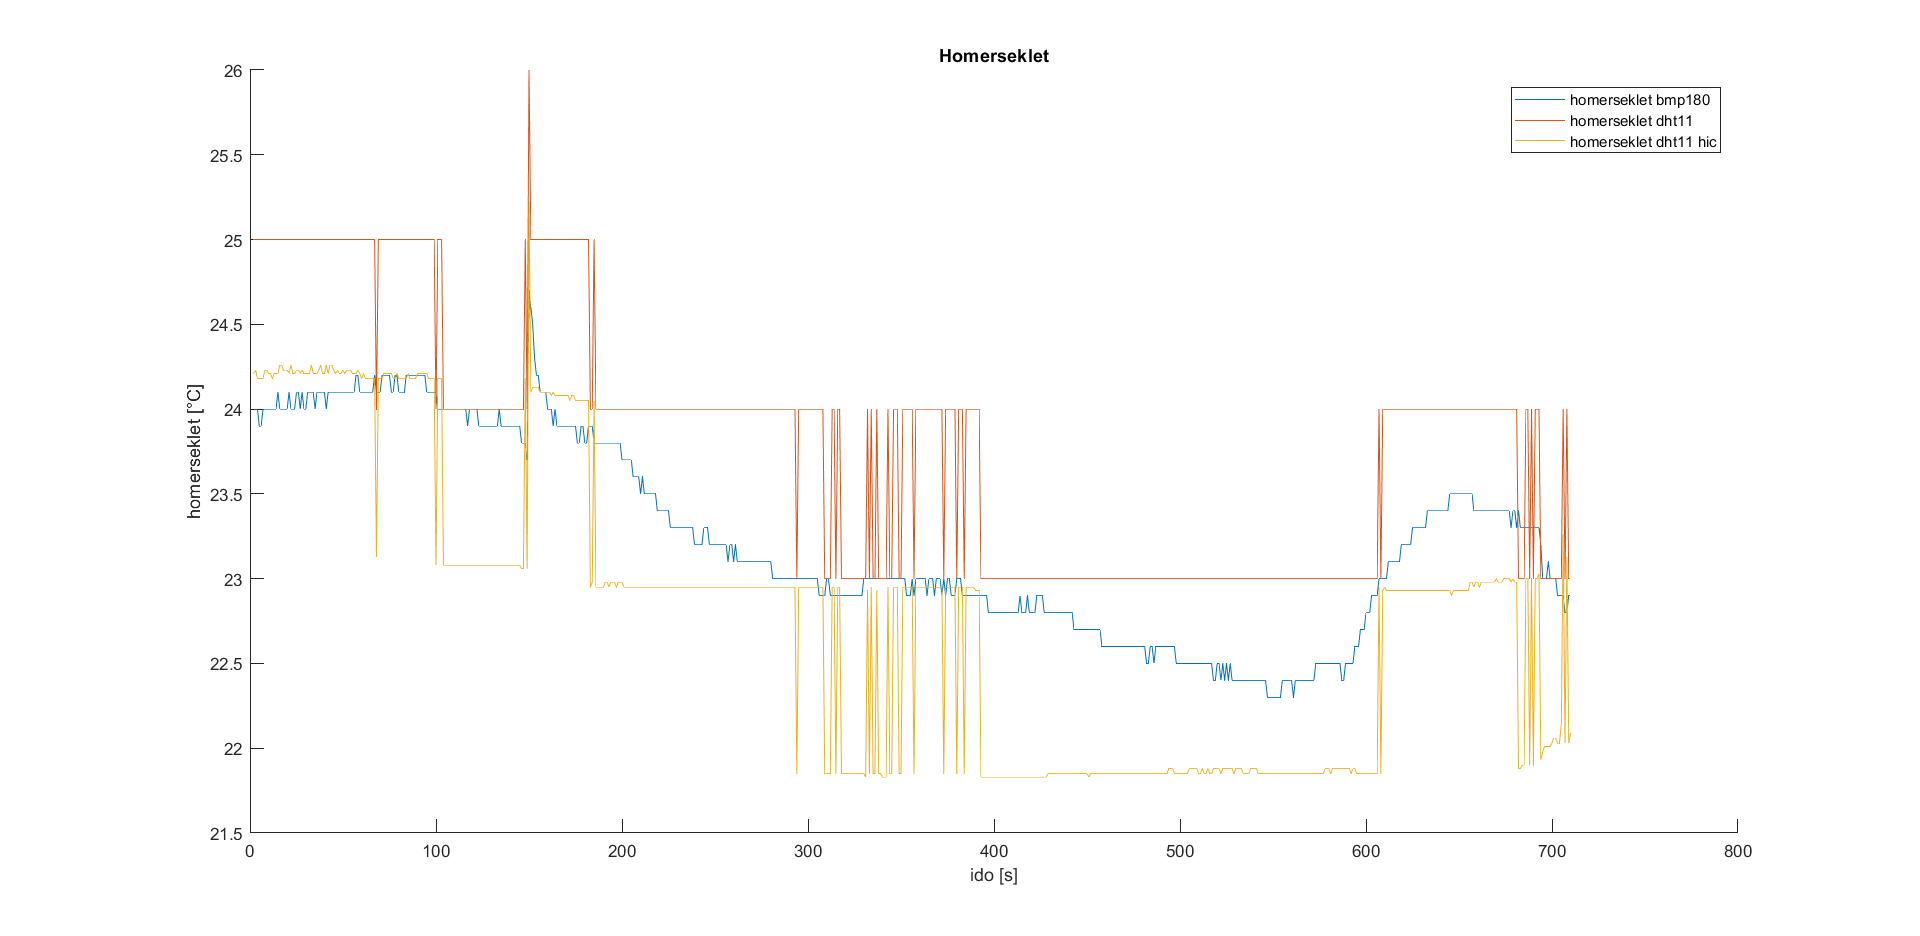 Homerseklet
homerseklet bmp180
homerseklet dht11
homerseklet dht11 hic
26
25.5
25
24.5
24
23.5
23
22.5
22
21.5
homerseklet [°C]
0 100 200 300 400 500 600 700 800
ido [s]